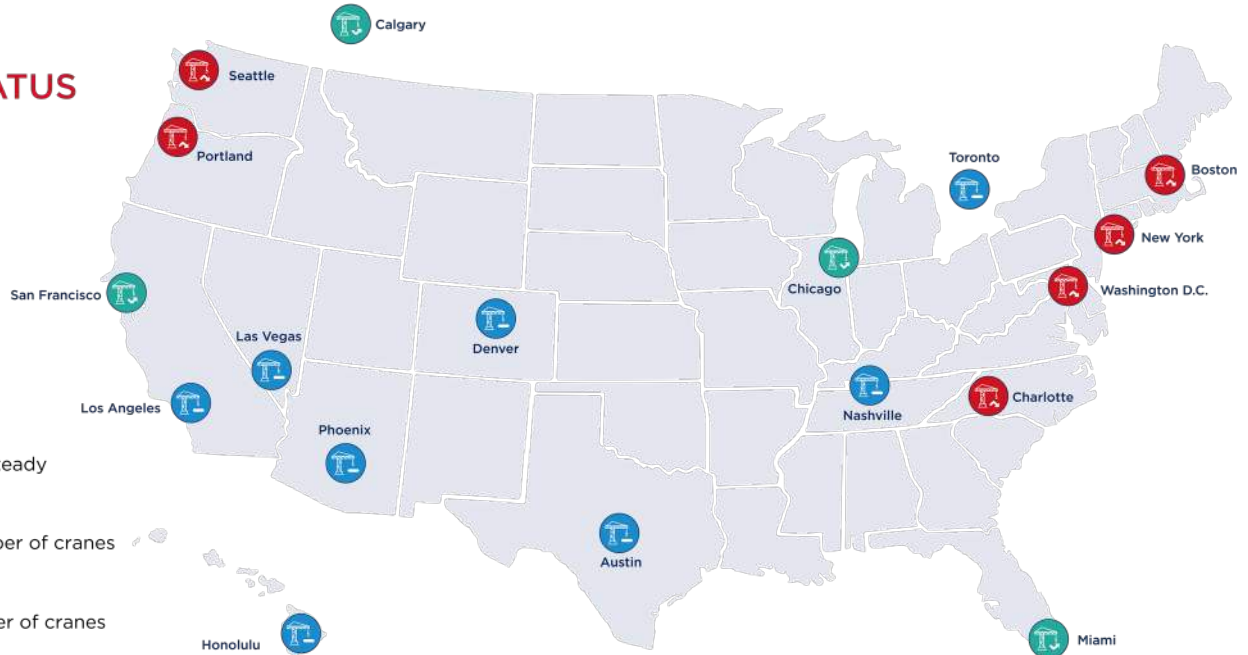 Calgary
ATUS
Seattle
Portland
Toronto
Boston
New York
Chicago
Washington D.C.
San Francisco
Las Vegas
Denver
Los Angeles
Nashville
Charlotte
Phoenix
eady
ber of cranes
Austin
er of cranes
Honolulu
Miami